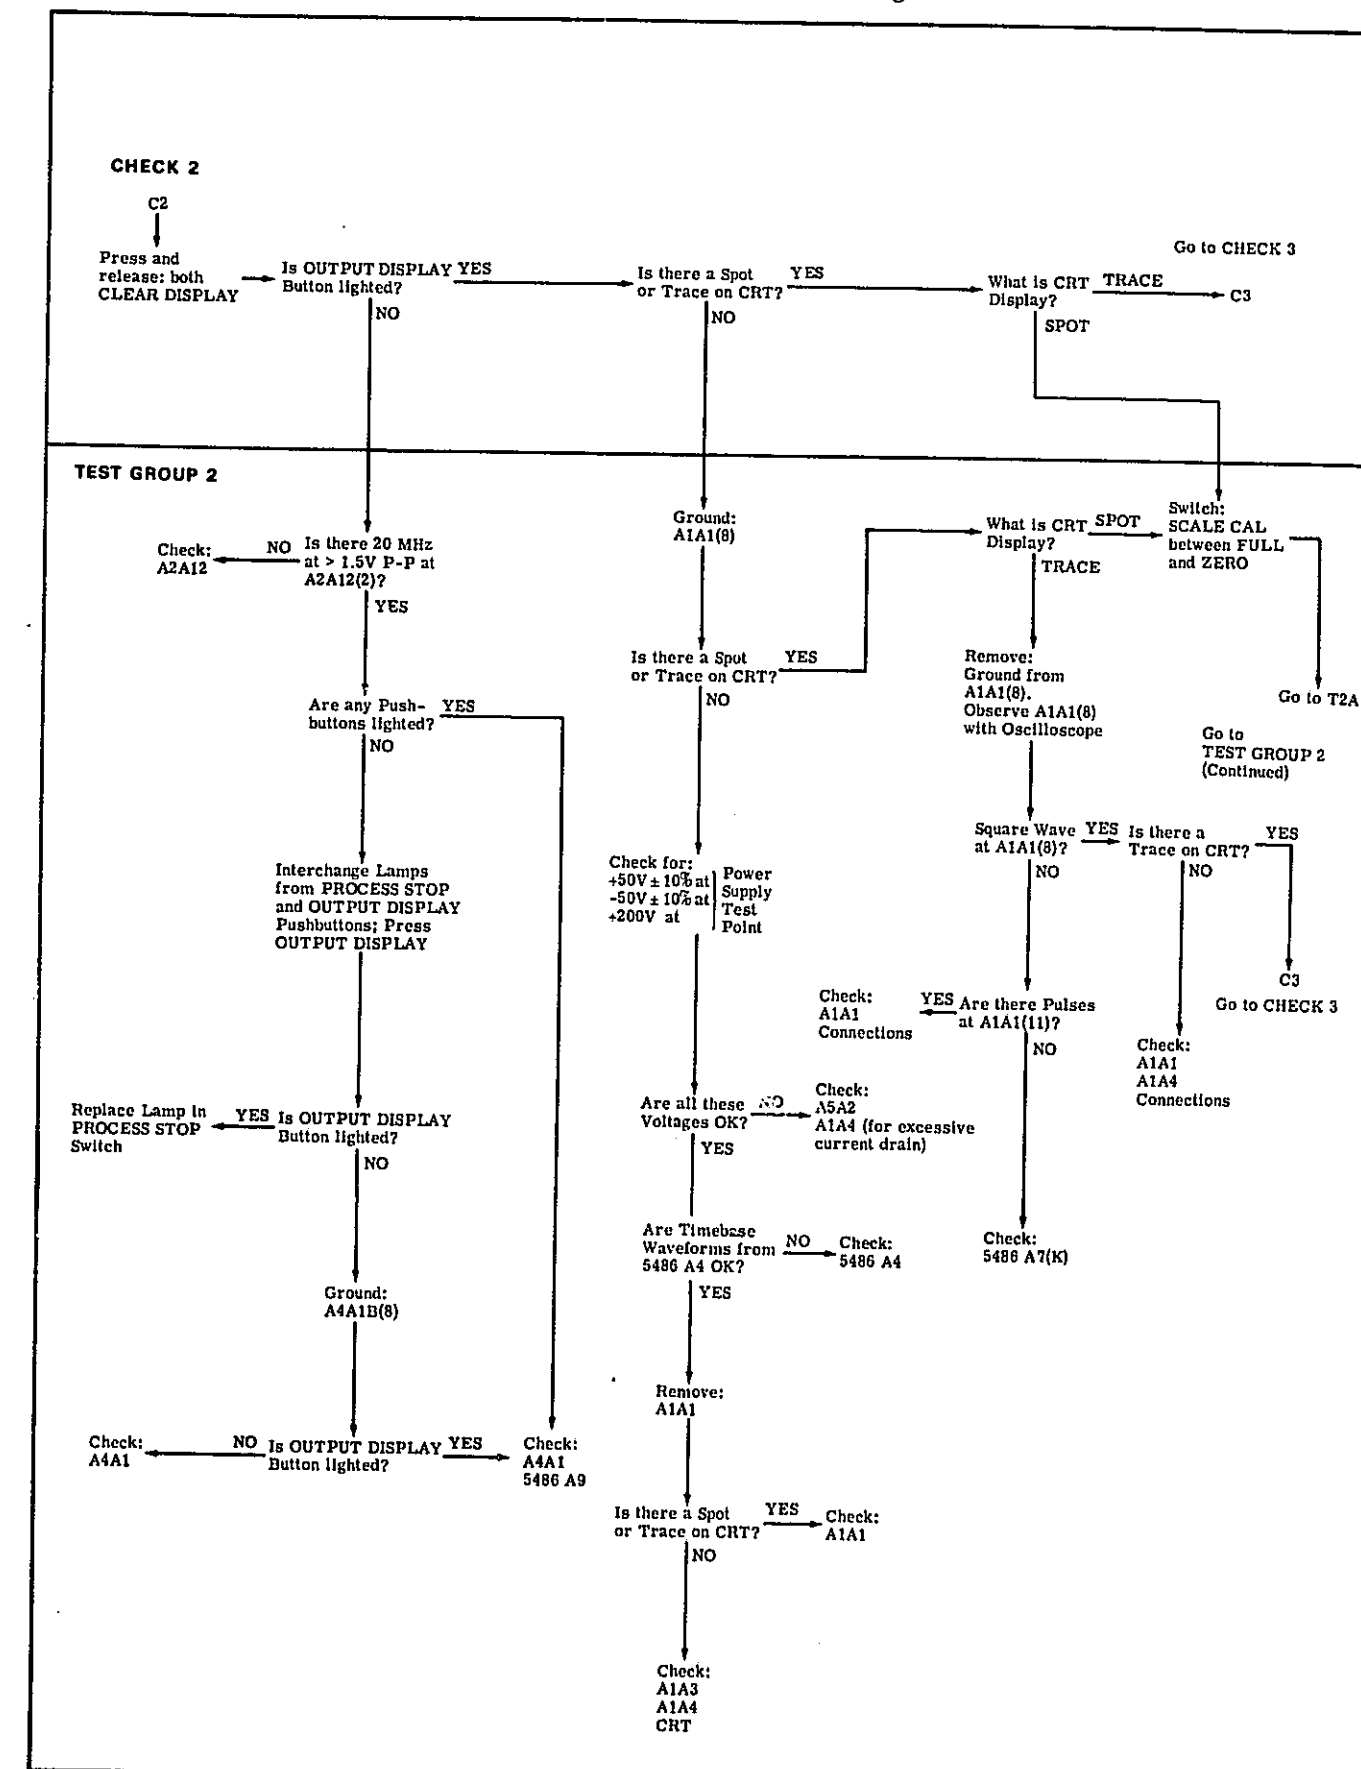 CHECK 2
C2
Press and
release: both
CLEAR DISPLAY
Is OUTPUT DISPLAY YES
Button lighted?
NO
Is there a Spot
or Trace on CRT?
YES
NO
What is CRT
Display?
TRACE
SPOT
Go to CHECK 3
C3
TEST GROUP 2
Is there 20 MHz
at > 1.5V P-P at
A2A12(2)?
NO
Check:
A2A12
YES
Are any Push-
buttons lighted?
YES
NO
Interchange Lamps
from PROCESS STOP
and OUTPUT DISPLAY
Pushbuttons; Press
OUTPUT DISPLAY
Is OUTPUT DISPLAY
Button lighted?
YES
Replace Lamp in
PROCESS STOP
Switch
NO
Ground:
A4A1B(8)
Is OUTPUT DISPLAY
Button lighted?
NO
Check:
A4A1
YES
Check:
A4A1
5486 A9
Ground:
A1A1(8)
Is there a Spot
or Trace on CRT?
YES
NO
Check for:
+50V ± 10% at
-50V ± 10% at
+200V at
Power
Supply
Test
Point
Are all these
Voltages OK?
NO
Check:
A5A2
A1A4 (for excessive
current drain)
YES
Are Timebase
Waveforms from
5486 A4 OK?
NO
Check:
5486 A4
YES
Remove:
A1A1
Is there a Spot
or Trace on CRT?
YES
Check:
A1A1
NO
Check:
A1A3
A1A4
CRT
What is CRT
Display?
SPOT
TRACE
Switch:
SCALE CAL
between FULL
and ZERO
Go to T2A
Go to
TEST GROUP 2
(Continued)
Remove:
Ground from
A1A1(8).
Observe A1A1(8)
with Oscilloscope
Square Wave
at A1A1(8)?
YES
NO
Is there a
Trace on CRT?
YES
NO
C3
Go to CHECK 3
Check:
A1A1
A1A4
Connections
Are there Pulses
at A1A1(11)?
YES
Check:
A1A1
Connections
NO
Check:
5486 A7(K)